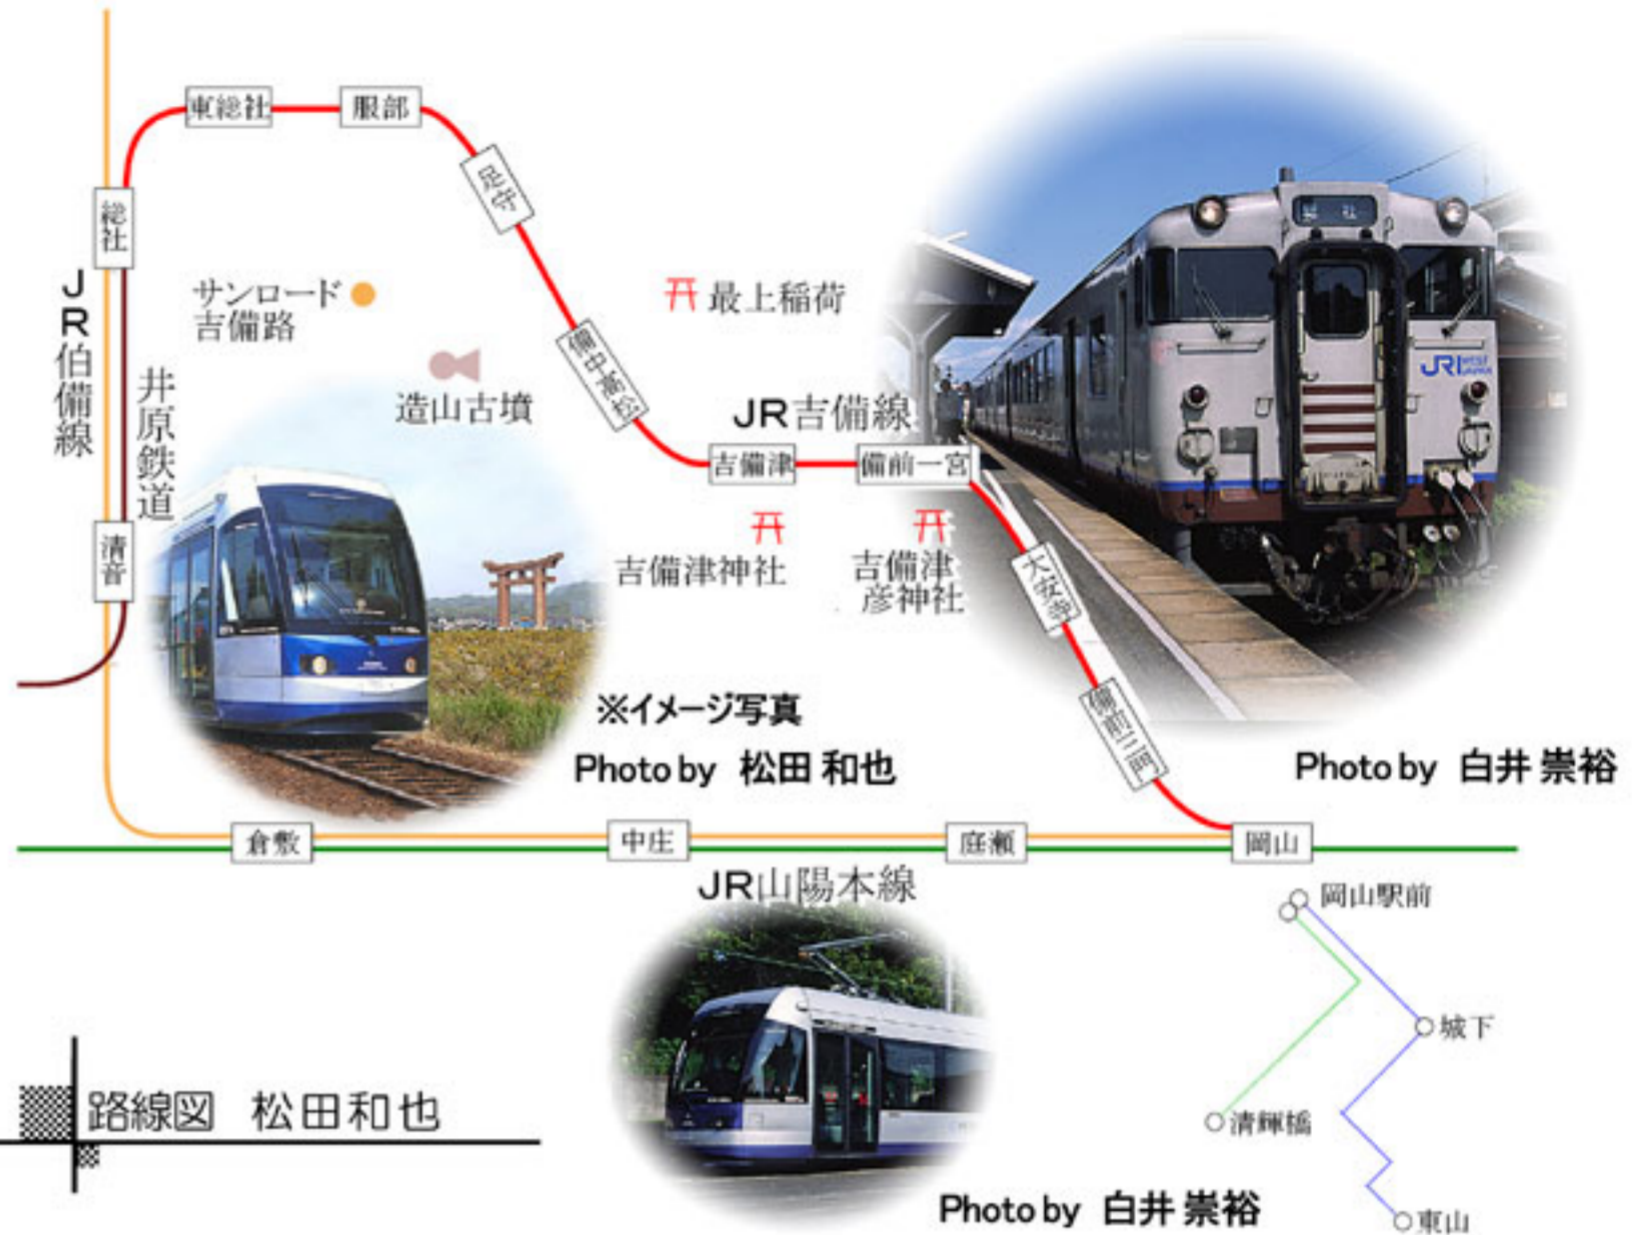 東総社
服部
足守
総社
JR伯備線
サンロード
吉備路
最上稲荷
備中高松
井原鉄道
造山古墳
JR吉備線
吉備津
備前一宮
清音
吉備津神社
吉備津
彦神社
大安寺
備前三門
総社
JR WEST
JAPAN
※イメージ写真
Photo by 松田 和也
Photo by 白井 崇裕
倉敷
中庄
庭瀬
岡山
JR山陽本線
岡山駅前
城下
清輝橋
東山
路線図 松田和也
Photo by 白井 崇裕